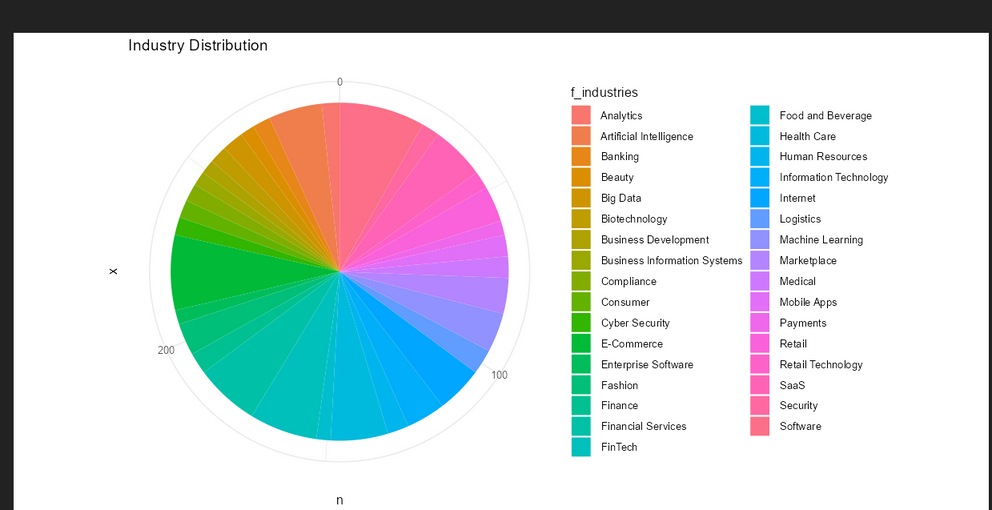 Industry Distribution
0
x
200
100
n
f_industries
Analytics
Artificial Intelligence
Banking
Beauty
Big Data
Biotechnology
Business Development
Business Information Systems
Compliance
Consumer
Cyber Security
E-Commerce
Enterprise Software
Fashion
Finance
Financial Services
FinTech
Food and Beverage
Health Care
Human Resources
Information Technology
Internet
Logistics
Machine Learning
Marketplace
Medical
Mobile Apps
Payments
Retail
Retail Technology
SaaS
Security
Software